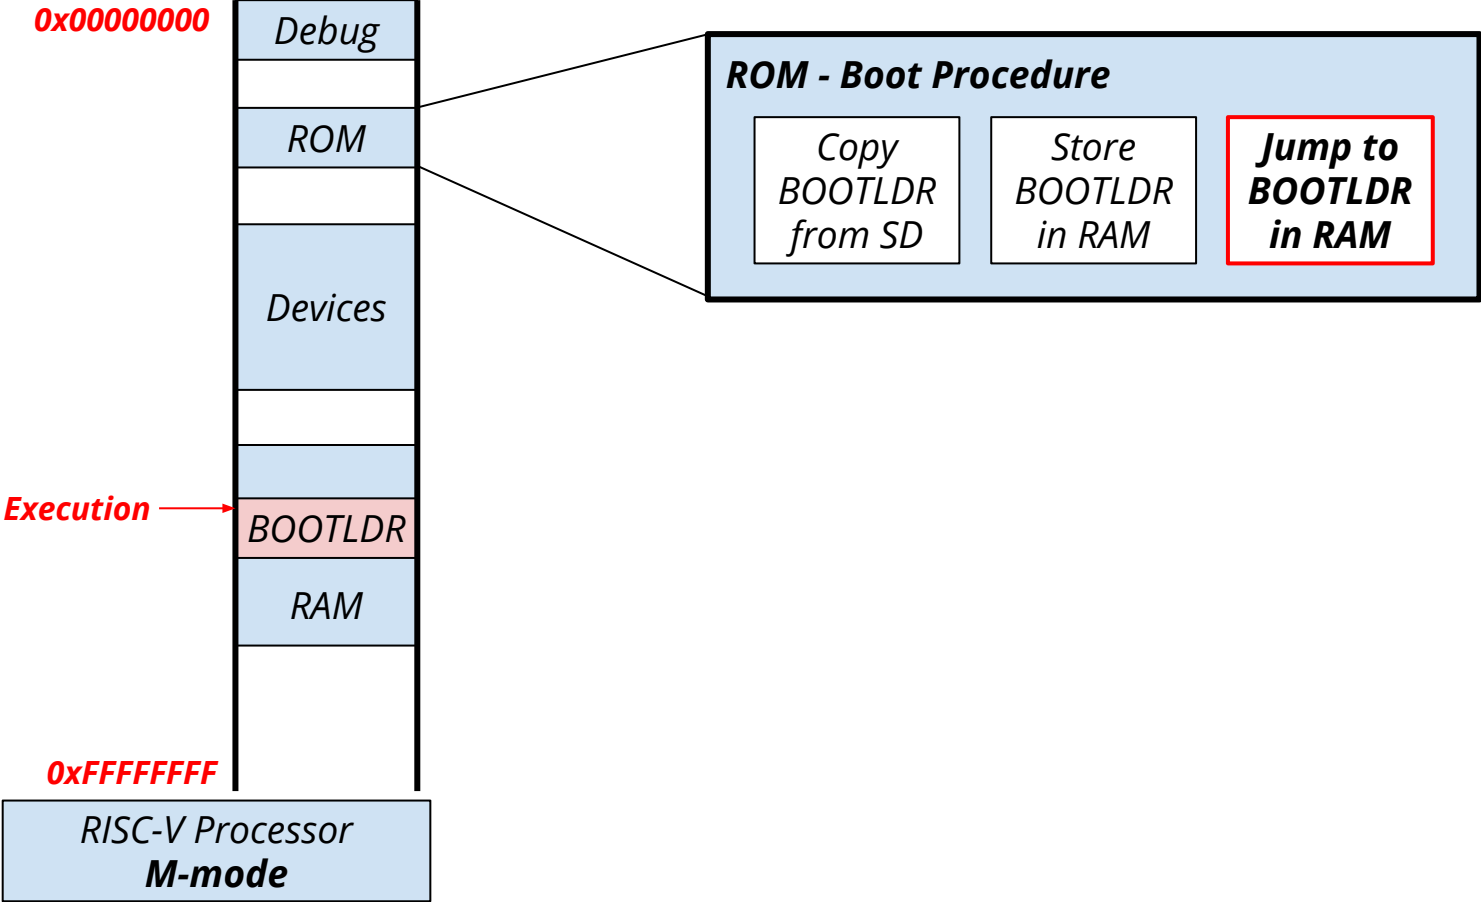 0x00000000
Debug
ROM
Devices
Execution
BOOTLDR
RAM
0xFFFFFFFF
RISC-V Processor
M-mode
ROM - Boot Procedure
Copy
BOOTLDR
from SD
Store
BOOTLDR
in RAM
Jump to
BOOTLDR
in RAM